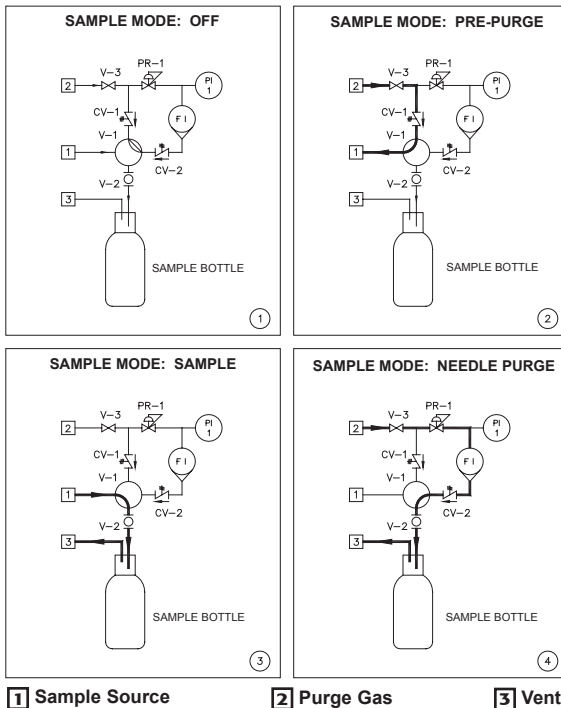 SAMPLE MODE: OFF
PR-1
V-3
2
PI
1
CV-1
FI
V-1
1
CV-2
V-2
3
SAMPLE BOTTLE
1
SAMPLE MODE: PRE-PURGE
PR-1
V-3
2
PI
1
CV-1
FI
V-1
1
CV-2
V-2
3
SAMPLE BOTTLE
2
SAMPLE MODE: SAMPLE
PR-1
V-3
2
PI
1
CV-1
FI
V-1
1
CV-2
V-2
3
SAMPLE BOTTLE
3
SAMPLE MODE: NEEDLE PURGE
PR-1
V-3
2
PI
1
CV-1
FI
V-1
1
CV-2
V-2
3
SAMPLE BOTTLE
4
1 Sample Source
2 Purge Gas
3 Vent